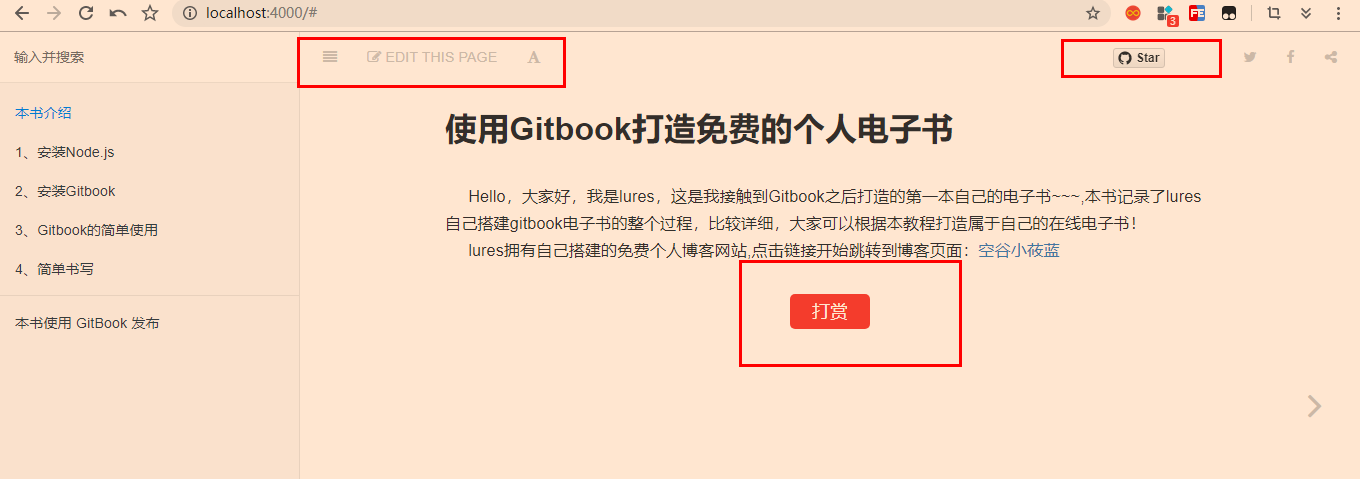 localhost:4000/#
3
FE
输入并搜索
EDIT THIS PAGE
A
Star
本书介绍
1、安装Node.js
2、安装Gitbook
3、Gitbook的简单使用
4、简单书写
本书使用 GitBook 发布
使用Gitbook打造免费的个人电子书
Hello，大家好，我是lures，这是我接触到Gitbook之后打造的第一本自己的电子书~~~,本书记录了lures
自己搭建gitbook电子书的整个过程，比较详细，大家可以根据本教程打造属于自己的在线电子书！
lures拥有自己搭建的免费个人博客网站,点击链接开始跳转到博客页面：空谷小莜蓝
打赏